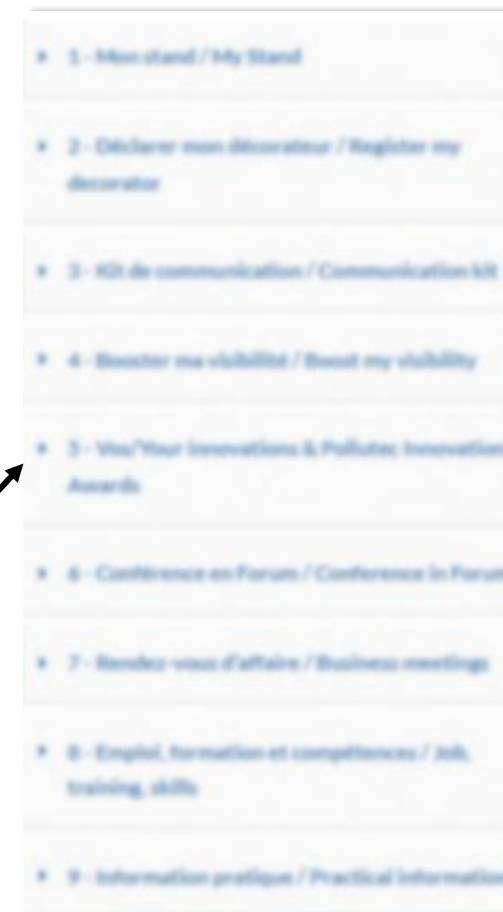 1 - Mon stand / My Stand
2 - Déclarer mon décorateur / Register my
decorator
3 - Kit de communication / Communication kit
4 - Booster ma visibilité / Boost my visibility
5 - Vos/Your innovations & Pollutec Innovation
Awards
6 - Conférence en Forum / Conference in Forum
7 - Rendez-vous d'affaire / Business meetings
8 - Emploi, formation et compétences / Job,
training, skills
9 - Information pratique / Practical information